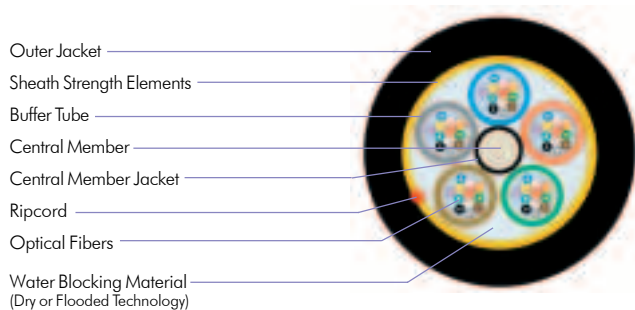 Outer Jacket
Sheath Strength Elements
Buffer Tube
Central Member
Central Member Jacket
Ripcord
Optical Fibers
Water Blocking Material
(Dry or Flooded Technology)